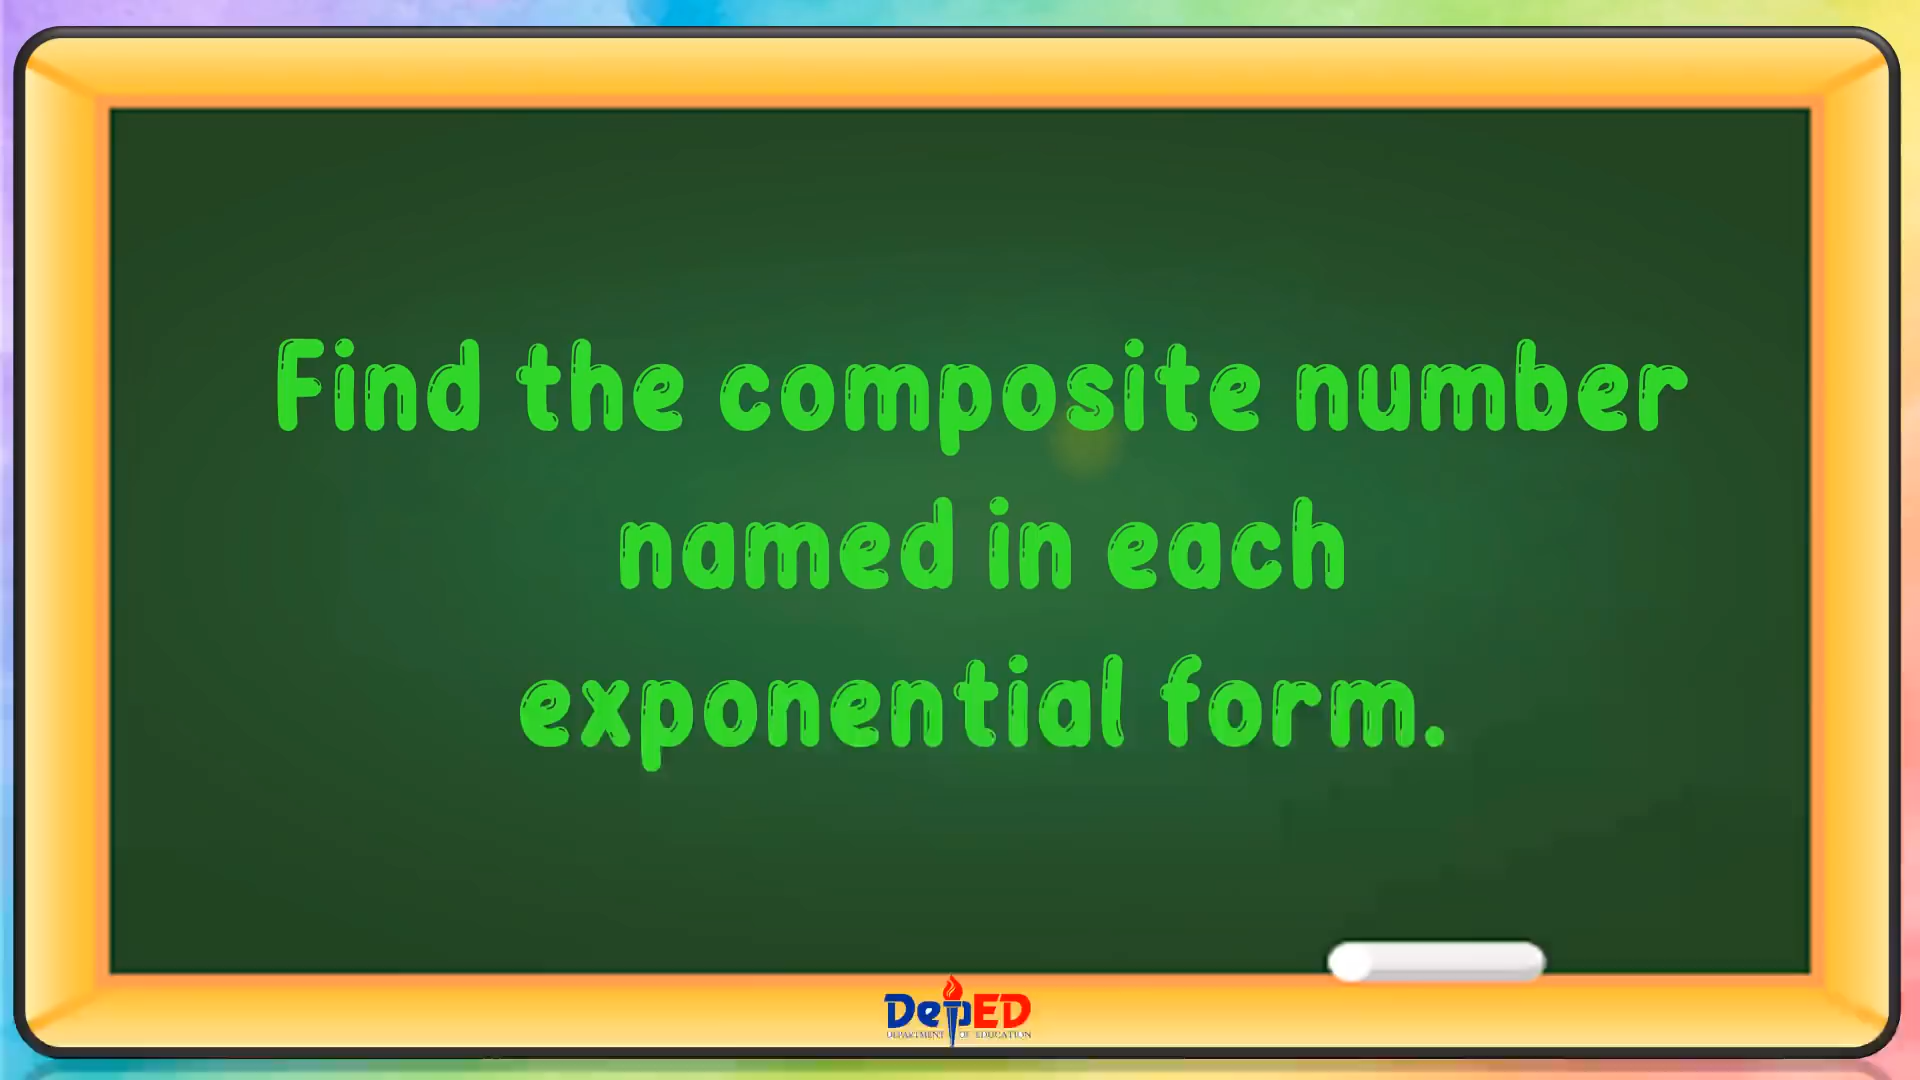 Find the composite number
named in each
exponential form.
DepED
DEPARTMENT OF EDUCATION